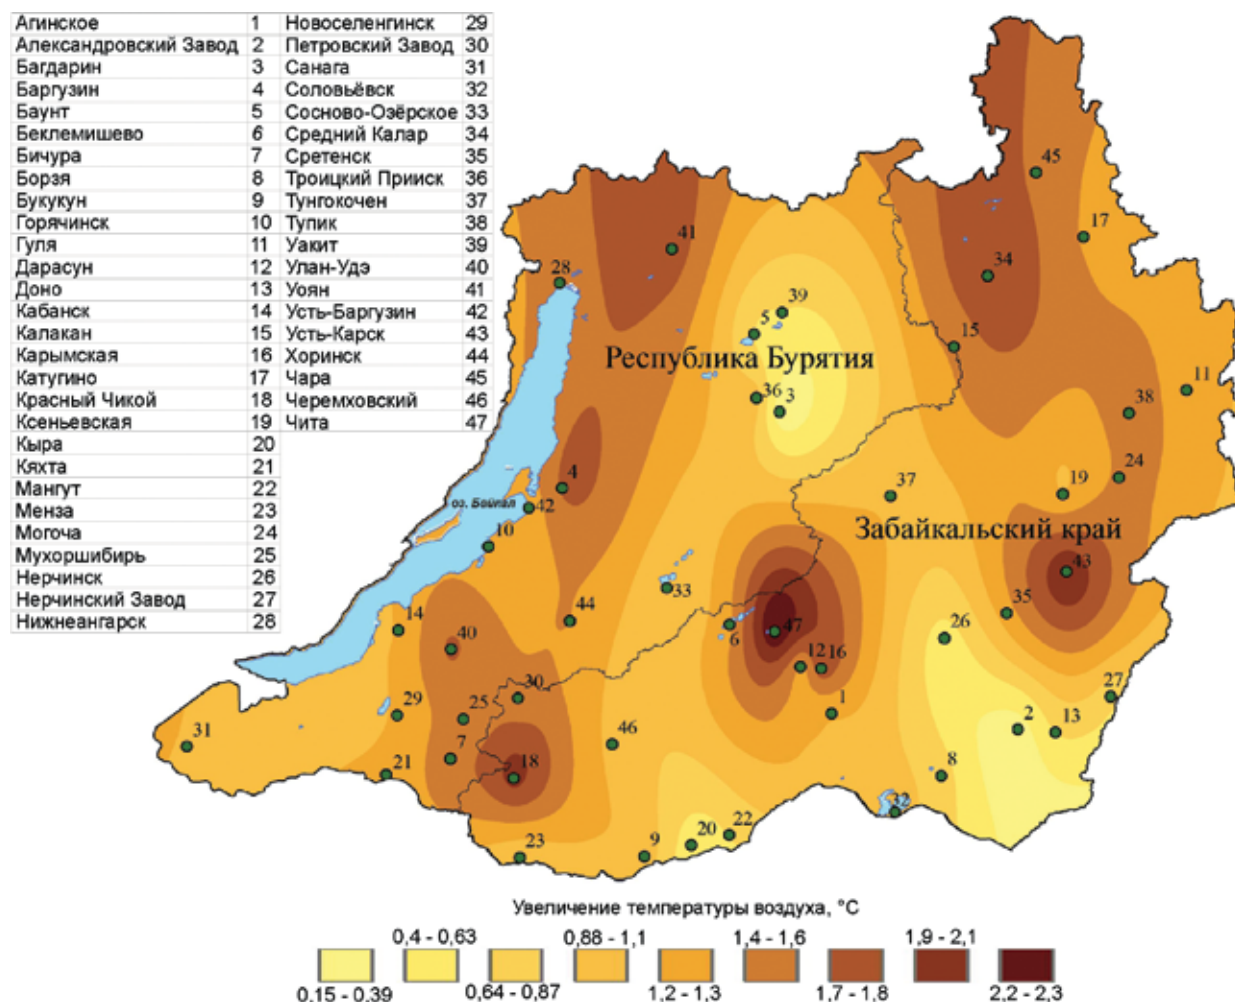 Агинское 1 Новоселенгинск 29
Александровский Завод 2 Петровский Завод 30
Багдарин 3 Санага 31
Баргузин 4 Соловьёвск 32
Баунт 5 Сосново-Озёрское 33
Беклемишево 6 Средний Калар 34
Бичура 7 Сретенск 35
Борзя 8 Троицкий Прииск 36
Букукун 9 Тунгокочен 37
Горячинск 10 Тупик 38
Гуля 11 Уакит 39
Дарасун 12 Улан-Удэ 40
Доно 13 Уоян 41
Кабанск 14 Усть-Баргузин 42
Калакан 15 Усть-Карск 43
Карымская 16 Хоринск 44
Катугино 17 Чара 45
Красный Чикой 18 Черемховский 46
Ксеньевская 19 Чита 47
Кыра 20
Кяхта 21
Мангут 22
Менза 23
Могоча 24
Мухоршибирь 25
Нерчинск 26
Нерчинский Завод 27
Нижнеангарск 28
45
41
17
28
34
39
5
15
Республика Бурятия
36
3
11
38
4
24
37
19
оз. Байкал
42
Забайкальский край
10
43
33
35
44
14
6
47
26
40
12
16
30
27
29
25
1
2
13
31
46
7
18
21
8
32
22
20
9
23
Увеличение температуры воздуха, °C
0,4 - 0,63 0,88 - 1,1 1,4 - 1,6 1,9 - 2,1
0,15 - 0,39 0,64 - 0,87 1,2 - 1,3 1,7 - 1,8 2,2 - 2,3